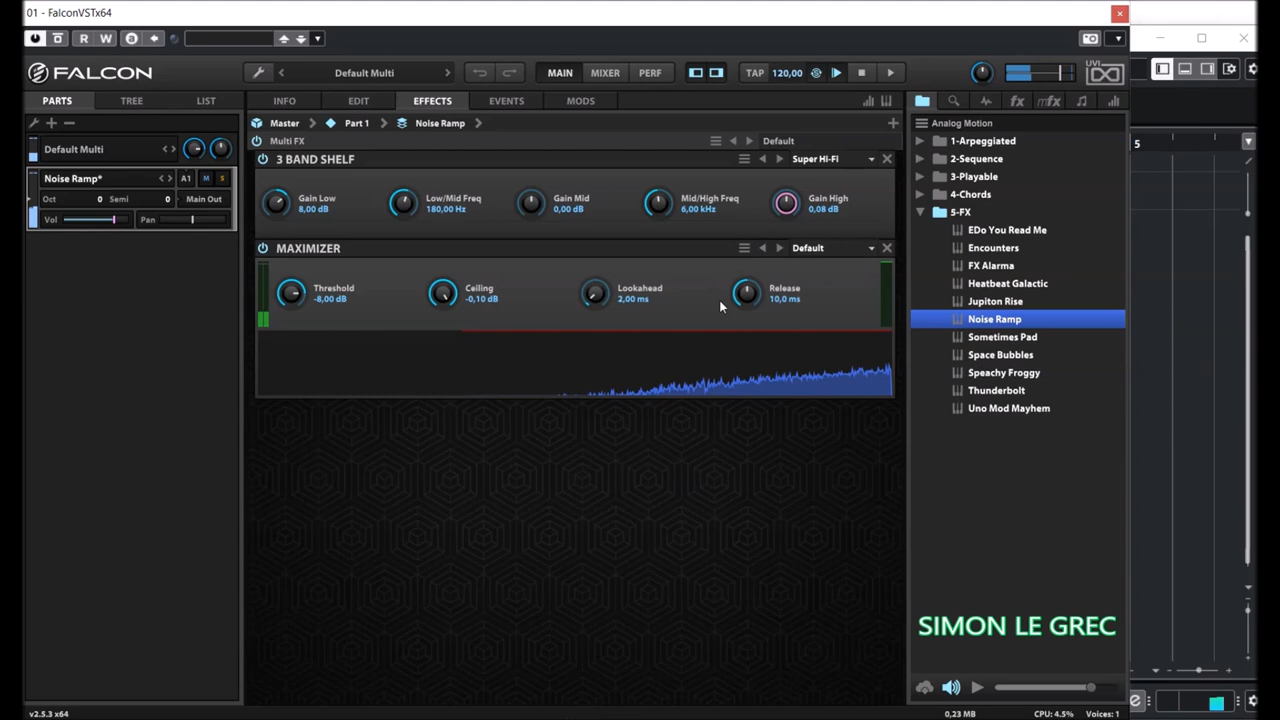 01 - FalconVSTx64
R W a
FALCON
Default Multi
MAIN MIXER PERF
TAP 120,00
UVI
PARTS TREE LIST
INFO EDIT EFFECTS EVENTS MODS
fx mfx
Master Part 1 Noise Ramp
Analog Motion
Default Multi
Multi FX Default
3 BAND SHELF Super Hi-Fi
Noise Ramp* A1 M S
Oct 0 Semi 0 Main Out
Vol Pan
Gain Low
8,00 dB
Low/Mid Freq
180,00 Hz
Gain Mid
0,00 dB
Mid/High Freq
6,00 kHz
Gain High
0,08 dB
MAXIMIZER Default
Threshold
-8,00 dB
Ceiling
-0,10 dB
Lookahead
2,00 ms
Release
10,0 ms
1-Arpeggiated
2-Sequence
3-Playable
4-Chords
5-FX
EDo You Read Me
Encounters
FX Alarma
Heatbeat Galactic
Jupiton Rise
Noise Ramp
Sometimes Pad
Space Bubbles
Speachy Froggy
Thunderbolt
Uno Mod Mayhem
5
SIMON LE GREC
v2.5.3 x64
0,23 MB CPU: 4.5% Voices: 1